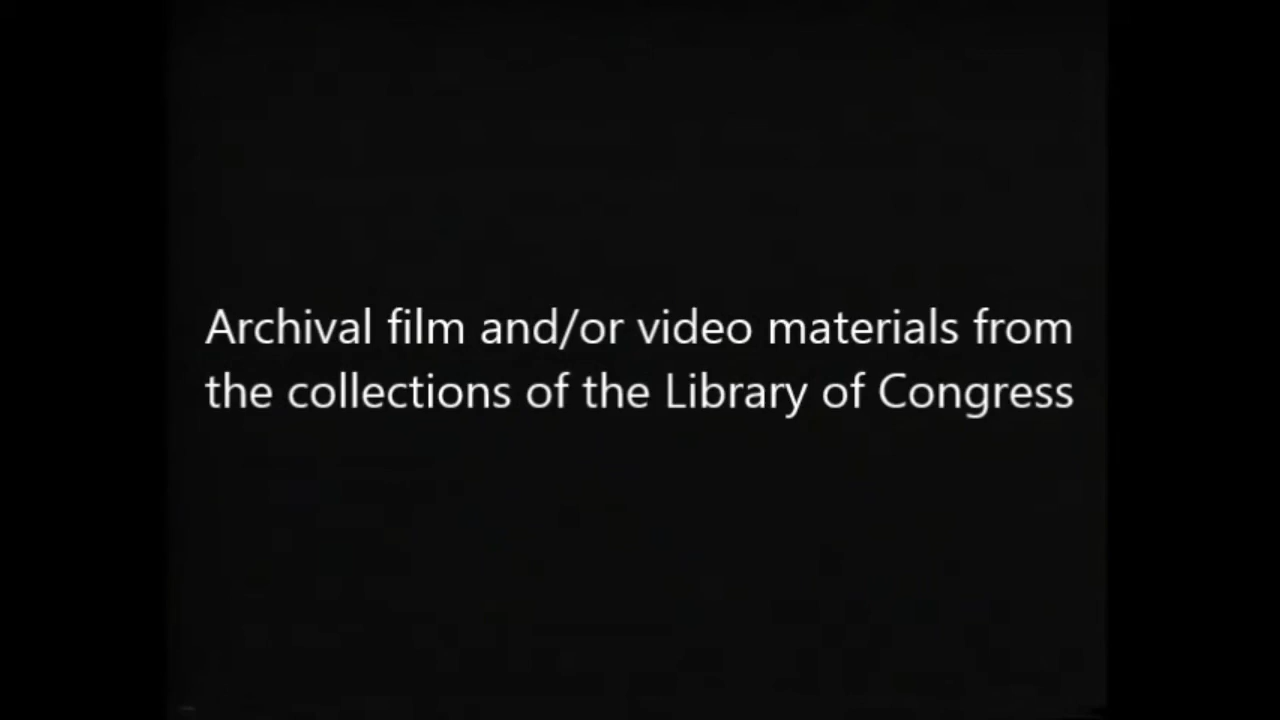 Archival film and/or video materials from
the collections of the Library of Congress